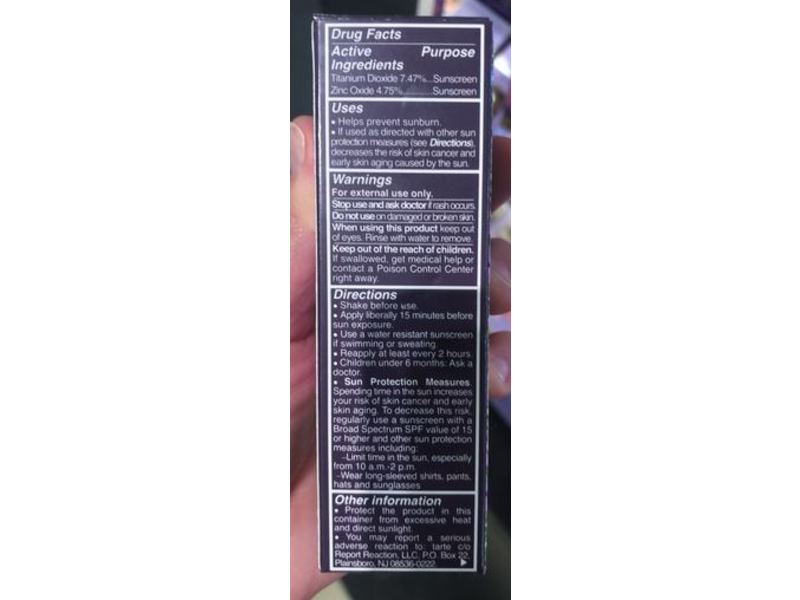 Drug Facts
Active Purpose
Ingredients
Titanium Dioxide 7.47%...Sunscreen
Zinc Oxide 4.75%............Sunscreen
Uses
• Helps prevent sunburn.
• If used as directed with other sun
protection measures (see Directions),
decreases the risk of skin cancer and
early skin aging caused by the sun.
Warnings
For external use only.
Stop use and ask doctor if rash occurs.
Do not use on damaged or broken skin.
When using this product keep out
of eyes. Rinse with water to remove.
Keep out of the reach of children.
If swallowed, get medical help or
contact a Poison Control Center
right away.
Directions
• Shake before use.
• Apply liberally 15 minutes before
sun exposure.
• Use a water resistant sunscreen
if swimming or sweating.
• Reapply at least every 2 hours.
• Children under 6 months: Ask a
doctor.
• Sun Protection Measures.
Spending time in the sun increases
your risk of skin cancer and early
skin aging. To decrease this risk,
regularly use a sunscreen with a
Broad Spectrum SPF value of 15
or higher and other sun protection
measures including:
–Limit time in the sun, especially
from 10 a.m.-2 p.m.
–Wear long-sleeved shirts, pants,
hats and sunglasses
Other information
• Protect the product in this
container from excessive heat
and direct sunlight.
• You may report a serious
adverse reaction to: tarte c/o
Report Reaction, LLC, P.O. Box 22,
Plainsboro, NJ 08536-0222.